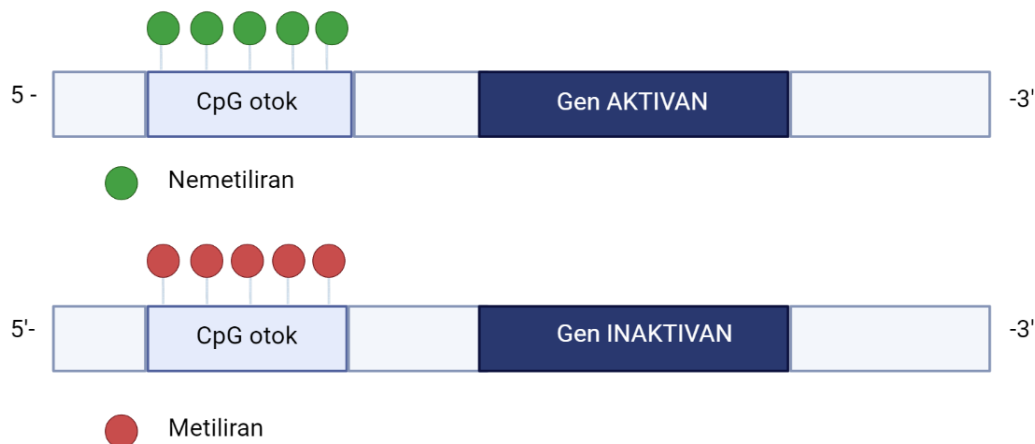 5 - CpG otok Gen AKTIVAN -3'
Nemetiliran
5'- CpG otok Gen INAKTIVAN -3'
Metiliran